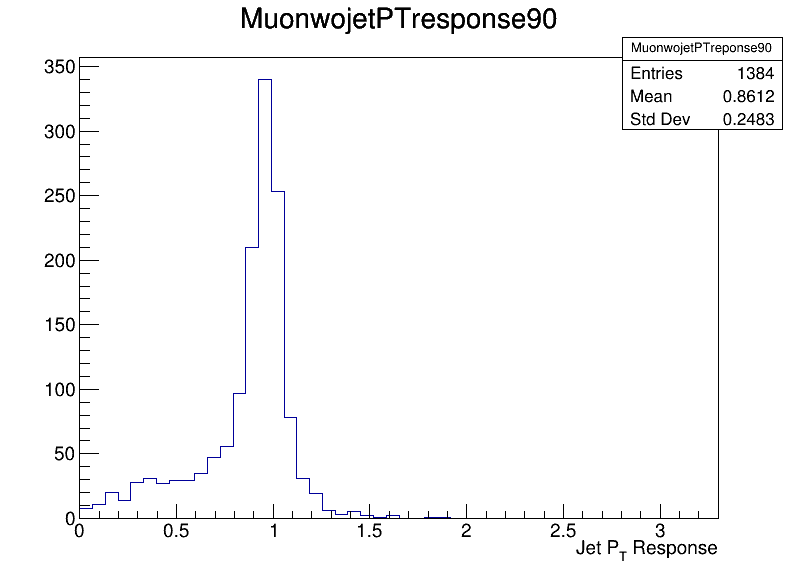 MuonwojetPTresponse90
MuonwojetPTreponse90
Entries 1384
Mean 0.8612
Std Dev 0.2483
350
300
250
200
150
100
50
0
0 0.5 1 1.5 2 2.5 3
Jet PT Response